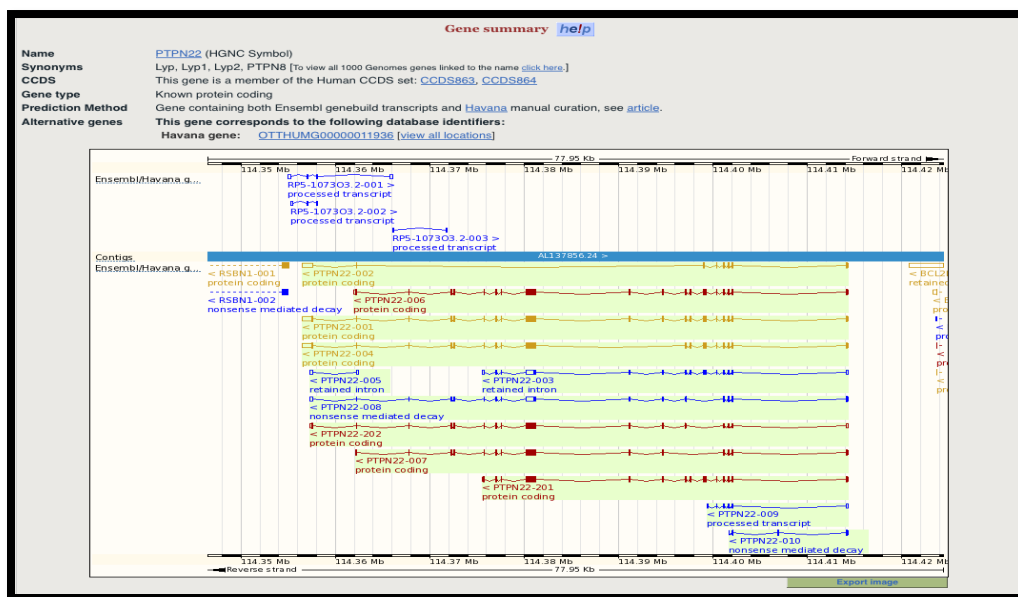 Gene summary help
Name PTPN22 (HGNC Symbol)
Synonyms Lyp, Lyp1, Lyp2, PTPN8 [To view all 1000 Genomes genes linked to the name click here.]
CCDS This gene is a member of the Human CCDS set: CCDS863, CCDS864
Gene type Known protein coding
Prediction Method Gene containing both Ensembl genebuild transcripts and Havana manual curation, see article.
Alternative genes This gene corresponds to the following database identifiers:
Havana gene: OTTHUMG00000011936 [view all locations]
77.95 Kb Forward strand
114.35 Mb 114.36 Mb 114.37 Mb 114.38 Mb 114.39 Mb 114.40 Mb 114.41 Mb 114.42 Mb
Ensembl/Havana g...
RP5-1073O3.2-001 >
processed transcript
RP5-1073O3.2-002 >
processed transcript
RP5-1073O3.2-003 >
processed transcript
Contigs AL137856.24 >
Ensembl/Havana g...
< RSBN1-001 < PTPN22-002 < BCL2
protein coding protein coding retained
< RSBN1-002 < PTPN22-006
nonsense mediated decay protein coding
< PTPN22-001
protein coding
< PTPN22-004
protein coding
< PTPN22-005 < PTPN22-003
retained intron retained intron
< PTPN22-008
nonsense mediated decay
< PTPN22-202
protein coding
< PTPN22-007
protein coding
< PTPN22-201
protein coding
< PTPN22-009
processed transcript
< PTPN22-010
nonsense mediated decay
114.35 Mb 114.36 Mb 114.37 Mb 114.38 Mb 114.39 Mb 114.40 Mb 114.41 Mb 114.42 Mb
Reverse strand 77.95 Kb
Export image